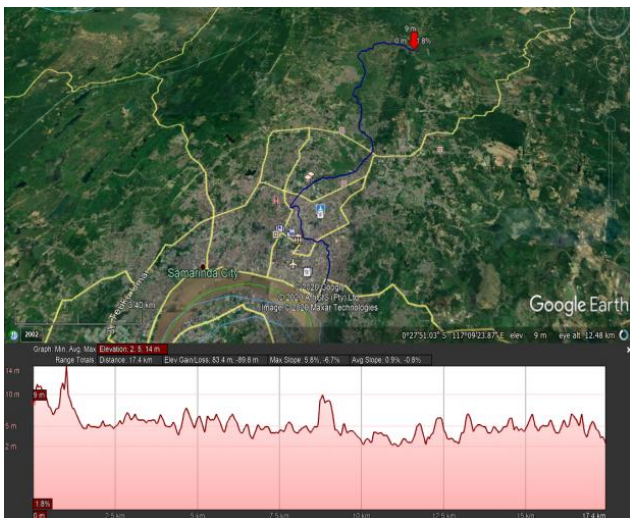 9 m
Samarinda City
© 2020 Google
Image © 2020 Maxar Technologies
Google Earth
2002
0°27'51.03" S 117°09'23.87" E elev 9 m eye alt 12.48 km
Graph: Min, Avg, Max Elevation: 2, 5, 14 m
Range Totals: Distance: 17.4 km Elev Gain/Loss: 83.4 m, -89.8 m Max Slope: 5.8%, -6.7% Avg Slope: 0.9%, -0.8%
14 m
10 m
9 m
5 m
2 m
1.8%
0 m 2.5 km 5 km 7.5 km 10 km 12.5 km 15 km 17.4 km